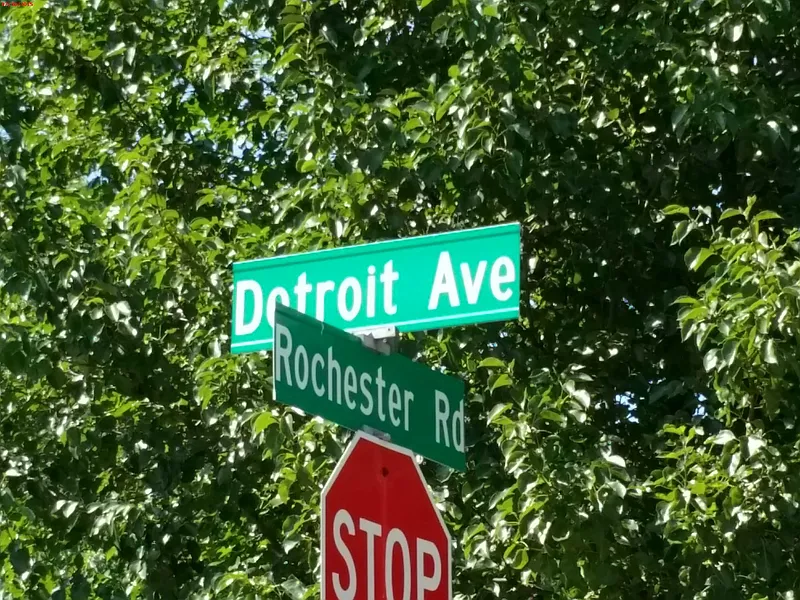 Detroit Ave
Rochester Rd
STOP